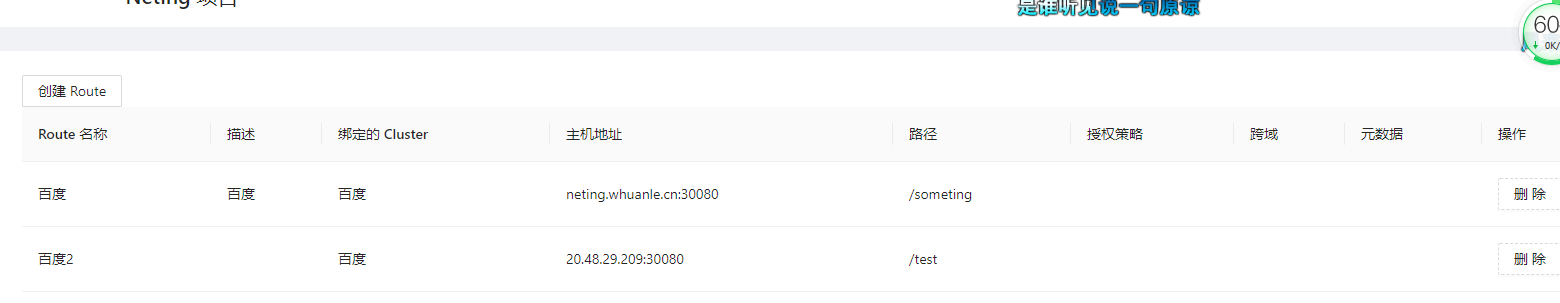 Neting 项目
是谁听见说一句原谅
60
0K/
创建 Route
Route 名称 描述 绑定的 Cluster 主机地址 路径 授权策略 跨域 元数据 操作
百度 百度 百度 neting.whuanle.cn:30080 /someting 删 除
百度2 百度 20.48.29.209:30080 /test 删 除